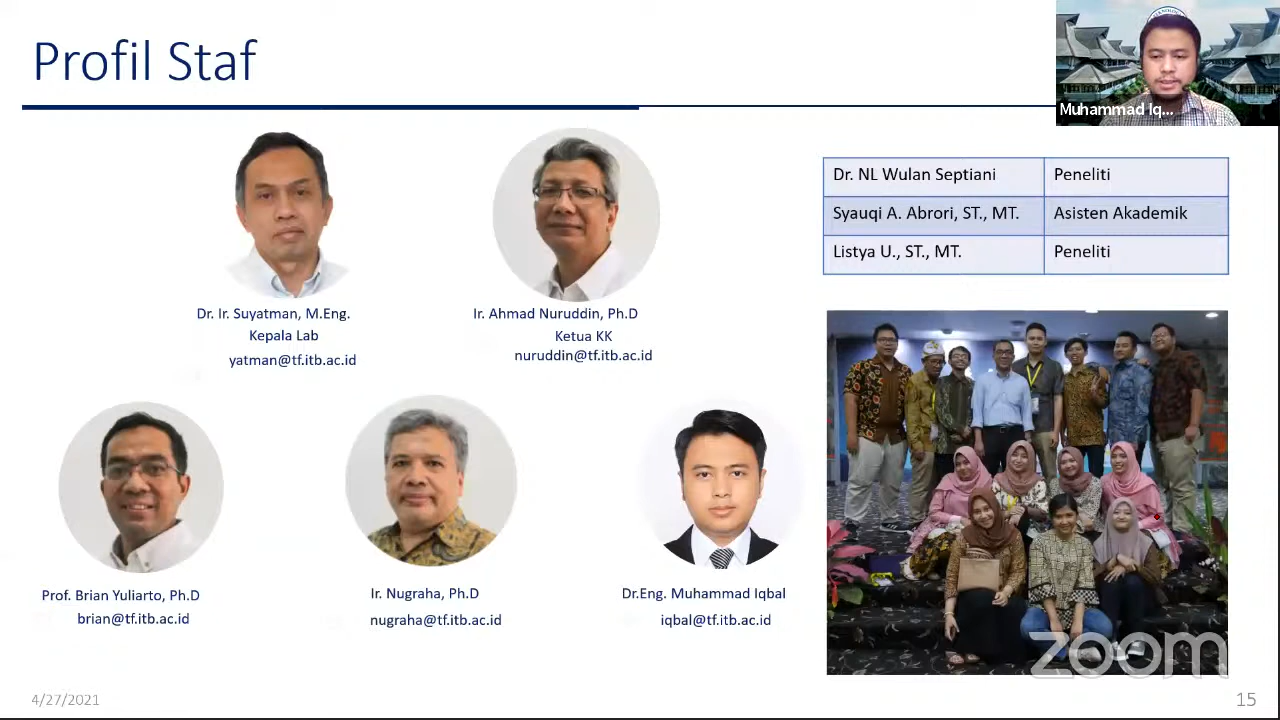 Profil Staf
Muhammad Iq...
Dr. NL Wulan Septiani
Peneliti
Syauqi A. Abrori, ST., MT.
Asisten Akademik
Listya U., ST., MT.
Peneliti
Dr. Ir. Suyatman, M.Eng.
Kepala Lab
yatman@tf.itb.ac.id
Ir. Ahmad Nuruddin, Ph.D
Ketua KK
nuruddin@tf.itb.ac.id
Prof. Brian Yuliarto, Ph.D
brian@tf.itb.ac.id
Ir. Nugraha, Ph.D
nugraha@tf.itb.ac.id
Dr.Eng. Muhammad Iqbal
iqbal@tf.itb.ac.id
zoom
4/27/2021
15